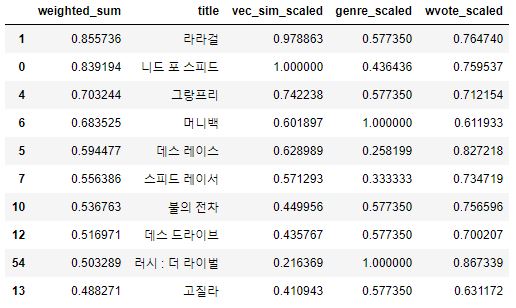 weighted_sum title vec_sim_scaled genre_scaled wvote_scaled
1 0.855736 라라걸 0.978863 0.577350 0.764740
0 0.839194 니드 포 스피드 1.000000 0.436436 0.759537
4 0.703244 그랑프리 0.742238 0.577350 0.712154
6 0.683525 머니백 0.601897 1.000000 0.611933
5 0.594477 데스 레이스 0.628989 0.258199 0.827218
7 0.556386 스피드 레이서 0.571293 0.333333 0.734719
10 0.536763 불의 전차 0.449956 0.577350 0.756596
12 0.516971 데스 드라이브 0.435767 0.577350 0.700207
54 0.503289 러시 : 더 라이벌 0.216369 1.000000 0.867339
13 0.488271 고질라 0.410943 0.577350 0.631172